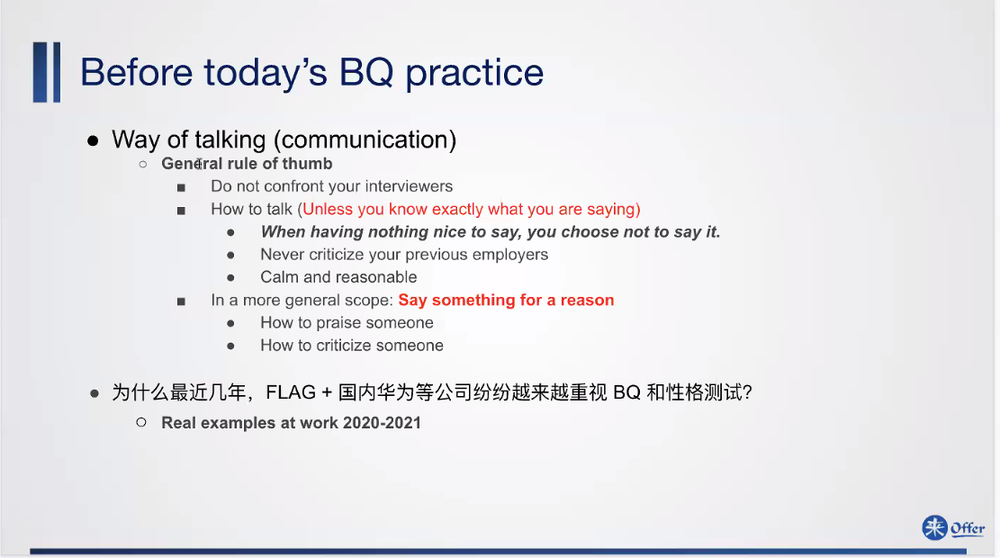 Before today's BQ practice
● Way of talking (communication)
○ General rule of thumb
■ Do not confront your interviewers
■ How to talk (Unless you know exactly what you are saying)
● When having nothing nice to say, you choose not to say it.
● Never criticize your previous employers
● Calm and reasonable
■ In a more general scope: Say something for a reason
● How to praise someone
● How to criticize someone
● 为什么最近几年，FLAG + 国内华为等公司纷纷越来越重视 BQ 和性格测试?
○ Real examples at work 2020-2021
来 Offer